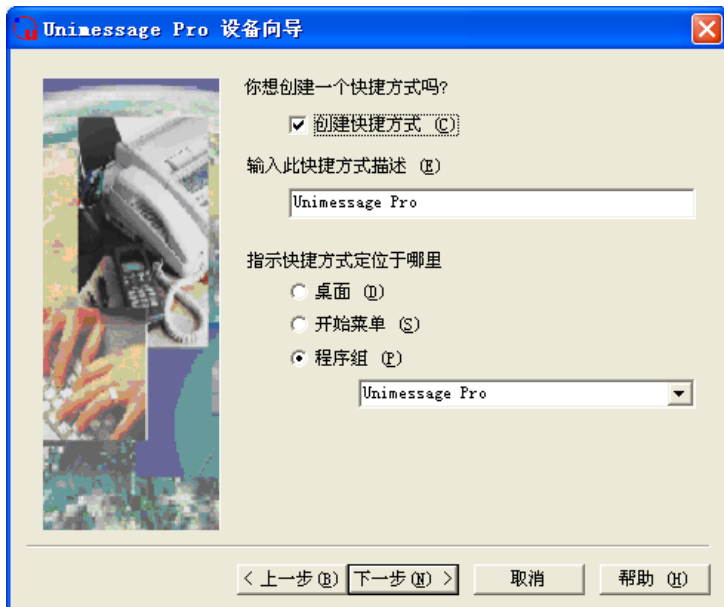 Unimessage Pro 设备向导
你想创建一个快捷方式吗?
创建快捷方式 (C)
输入此快捷方式描述 (E)
Unimessage Pro
指示快捷方式定位于哪里
桌面 (D)
开始菜单 (S)
程序组 (P)
Unimessage Pro
< 上一步(B) 下一步(N) > 取消 帮助 (H)